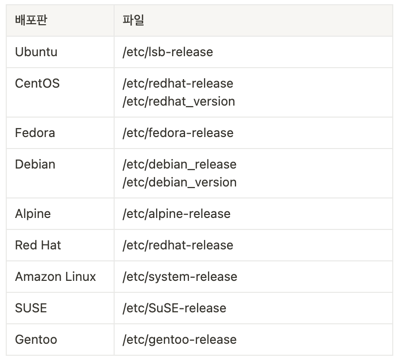 배포판 파일
Ubuntu /etc/lsb-release
CentOS /etc/redhat-release
/etc/redhat_version
Fedora /etc/fedora-release
Debian /etc/debian_release
/etc/debian_version
Alpine /etc/alpine-release
Red Hat /etc/redhat-release
Amazon Linux /etc/system-release
SUSE /etc/SuSE-release
Gentoo /etc/gentoo-release